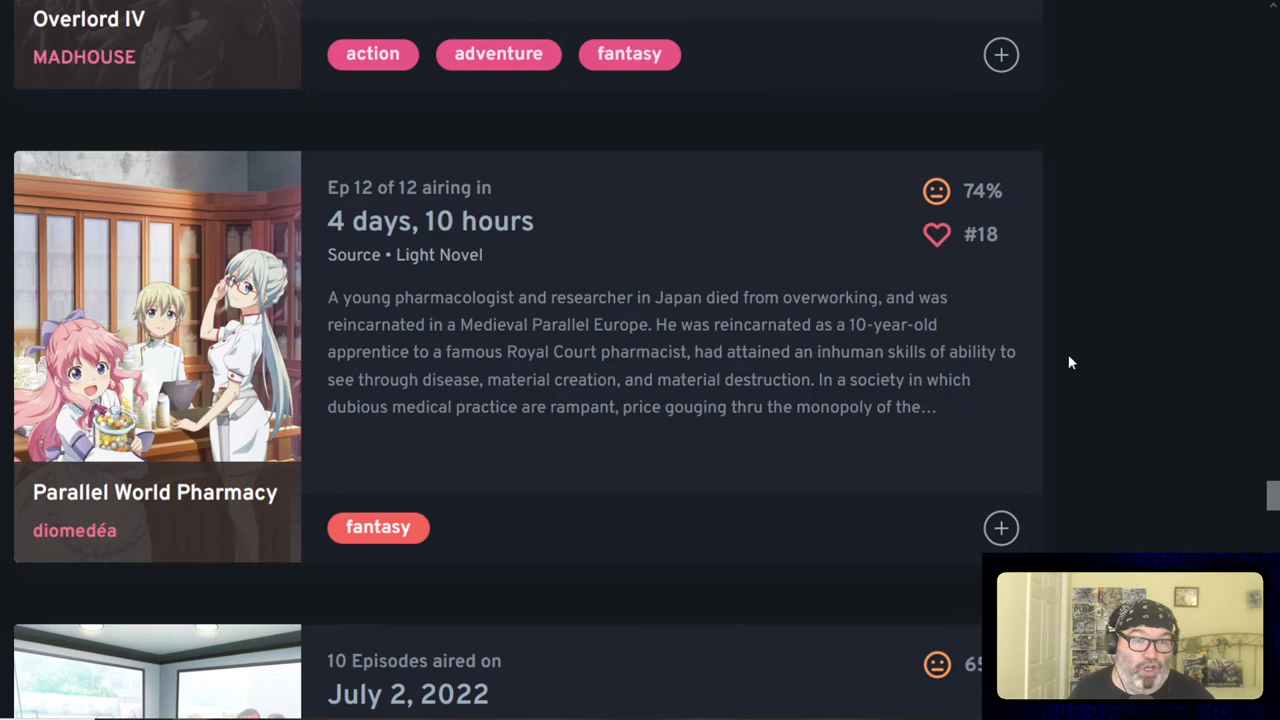 Overlord IV
MADHOUSE
action adventure fantasy
Ep 12 of 12 airing in
4 days, 10 hours
Source • Light Novel
74%
#18
A young pharmacologist and researcher in Japan died from overworking, and was
reincarnated in a Medieval Parallel Europe. He was reincarnated as a 10-year-old
apprentice to a famous Royal Court pharmacist, had attained an inhuman skills of ability to
see through disease, material creation, and material destruction. In a society in which
dubious medical practice are rampant, price gouging thru the monopoly of the...
Parallel World Pharmacy
diomedéa
fantasy
10 Episodes aired on
July 2, 2022